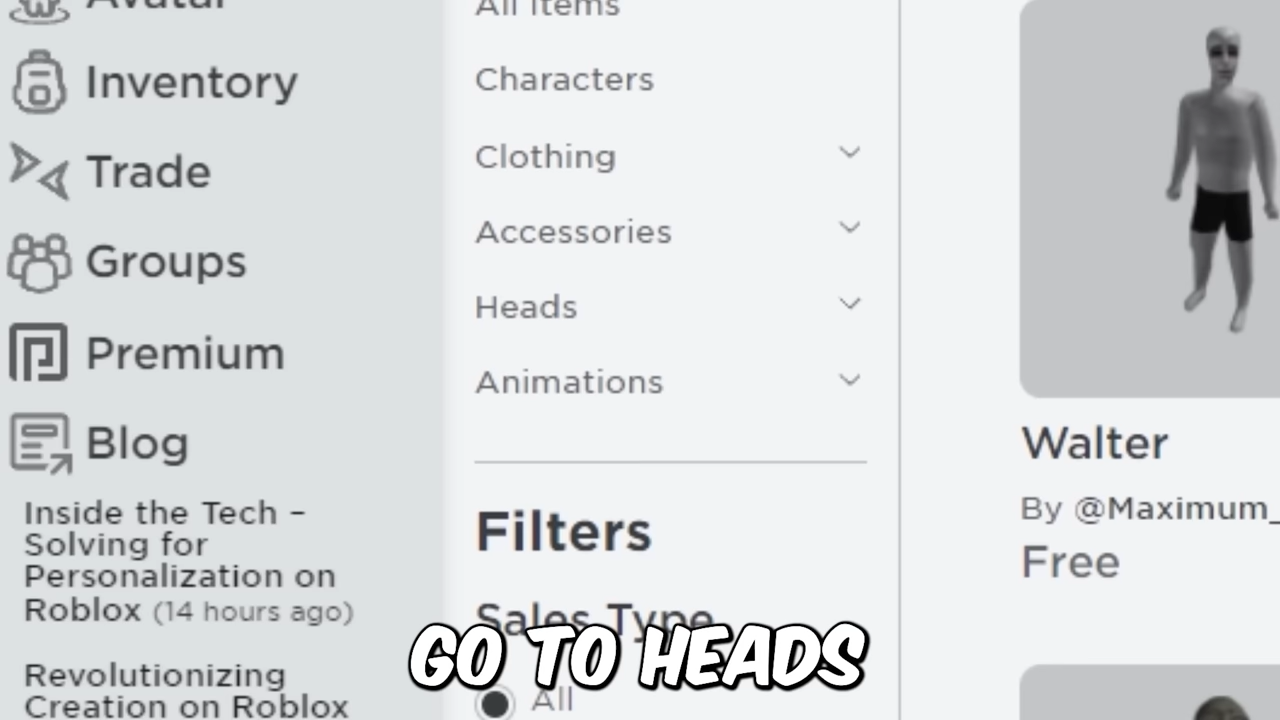 Avatar
Inventory
Trade
Groups
Premium
Blog
Inside the Tech –
Solving for
Personalization on
Roblox (14 hours ago)
Revolutionizing
Creation on Roblox
All Items
Characters
Clothing
Accessories
Heads
Animations
Filters
Sales Type
All
GO TO HEADS
Walter
By @Maximum_
Free